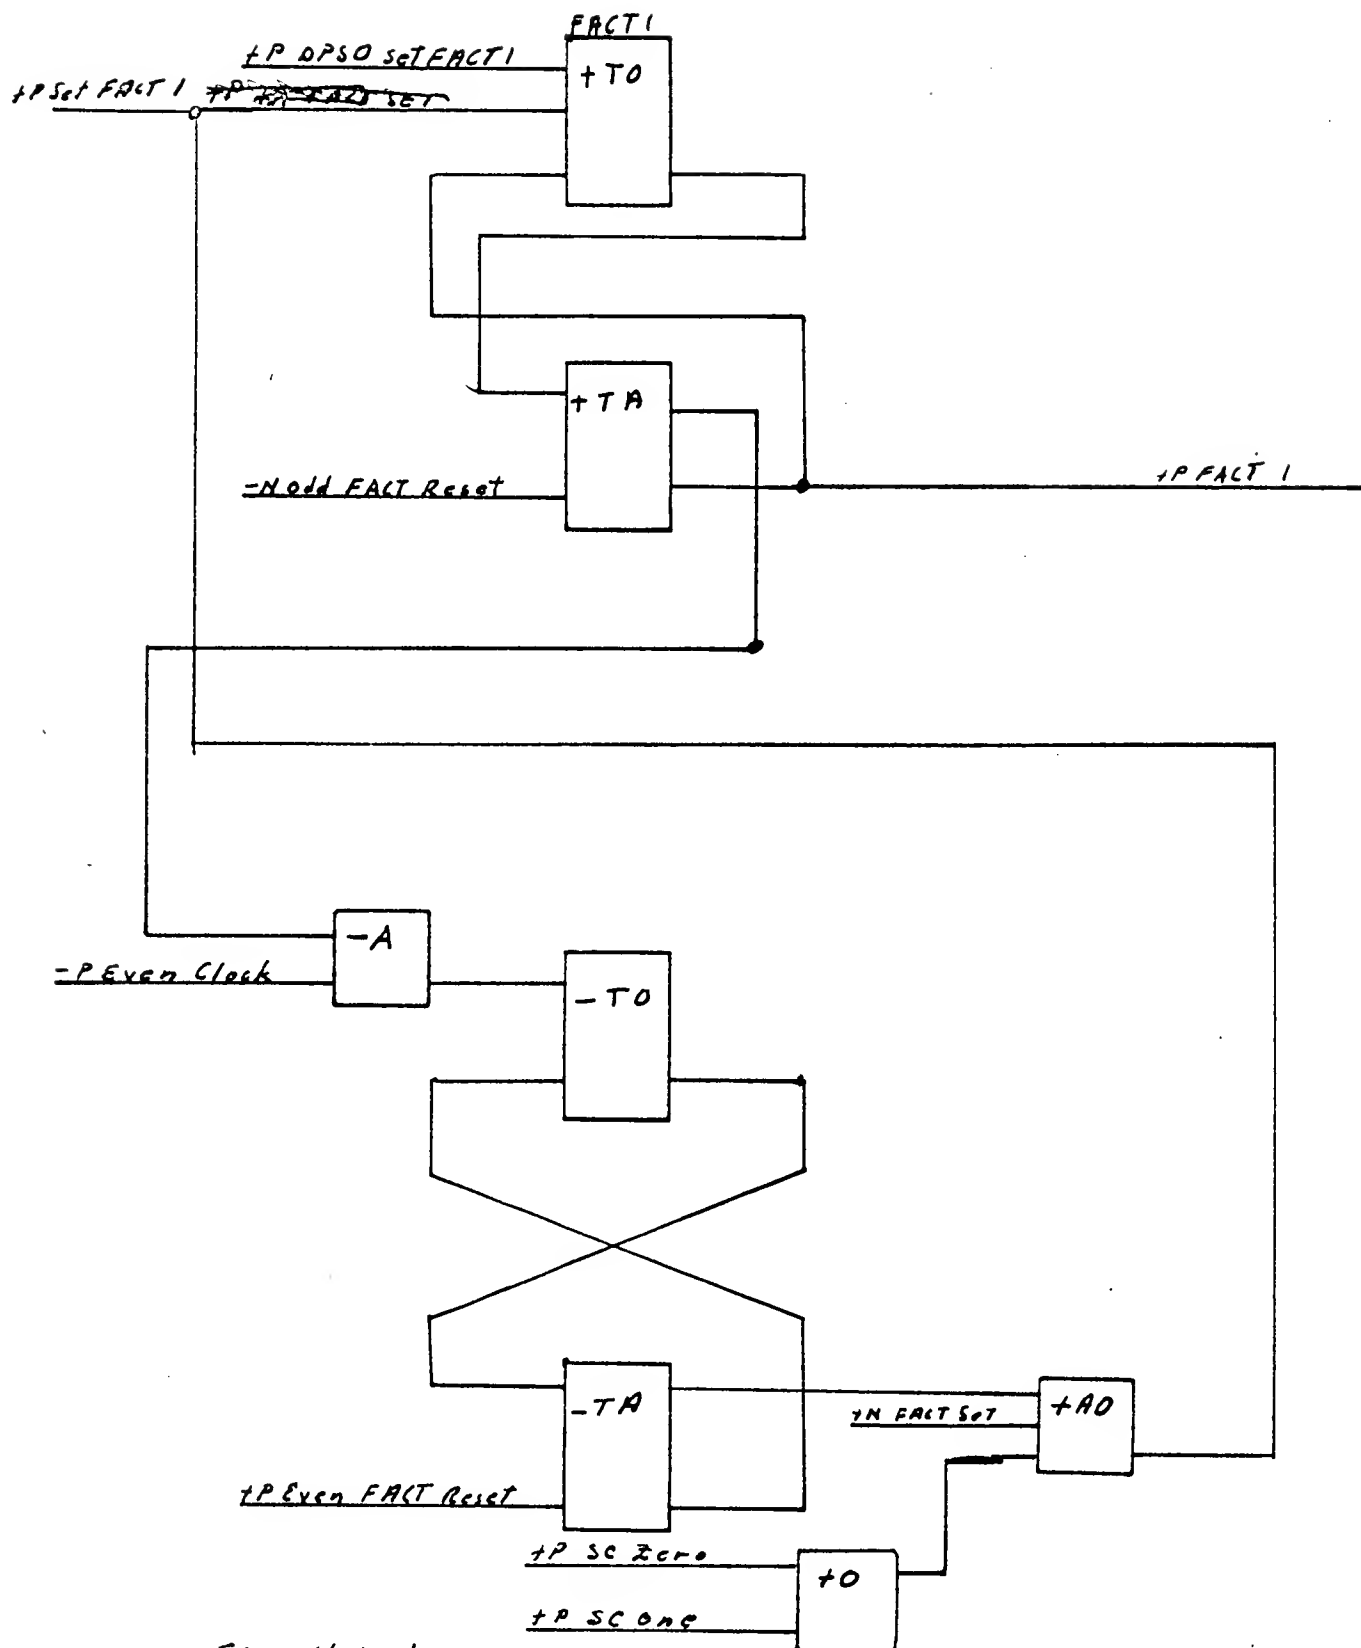 FACT1
+P DPSO set FACT1
+TO
+P Set FACT 1
SET
+TA
-N Odd FACT Reset
+P FACT 1
-A
-P Even Clock
-TO
-TA
+AO
+N FACT Set
+P Even FACT Reset
+P SC Zero
+O
+P SC One